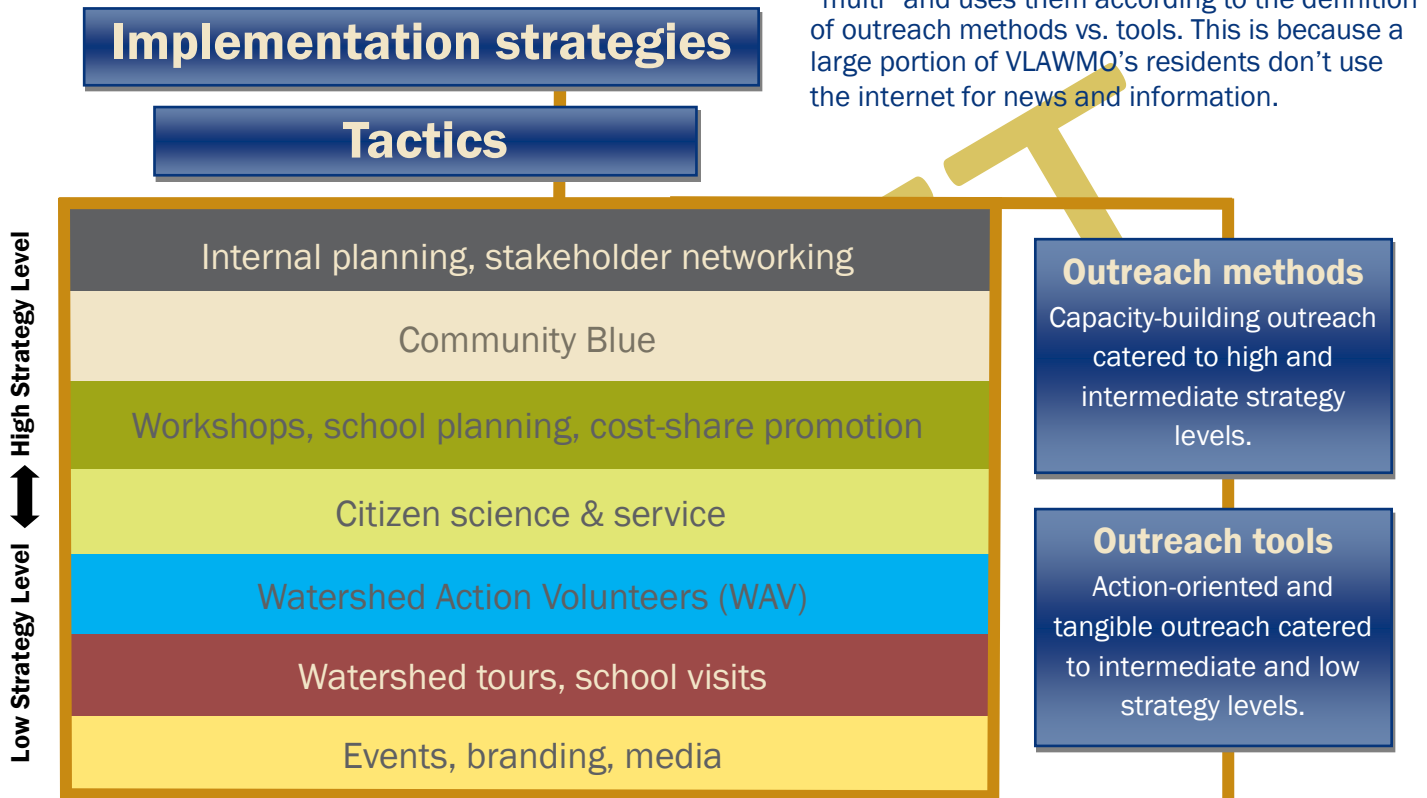 Implementation strategies
Tactics
"multi" and uses them according to the definition
of outreach methods vs. tools. This is because a
large portion of VLAWMO's residents don't use
the internet for news and information.
High Strategy Level
Low Strategy Level
Internal planning, stakeholder networking
Community Blue
Workshops, school planning, cost-share promotion
Citizen science & service
Watershed Action Volunteers (WAV)
Watershed tours, school visits
Events, branding, media
Outreach methods
Capacity-building outreach
catered to high and
intermediate strategy
levels.
Outreach tools
Action-oriented and
tangible outreach catered
to intermediate and low
strategy levels.